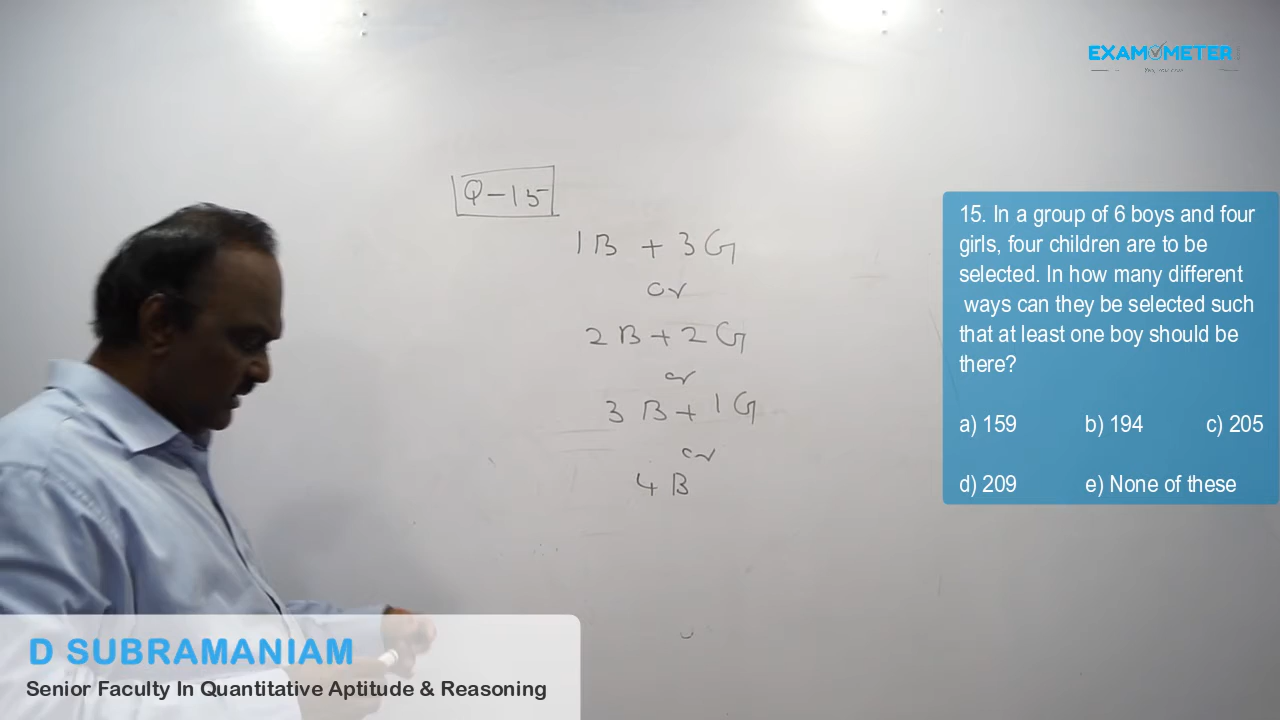 EXAMOMETER
Q-15
1B + 3G
or
2B + 2G
or
3B + 1G
or
4B
15. In a group of 6 boys and four
girls, four children are to be
selected. In how many different
ways can they be selected such
that at least one boy should be
there?
a) 159 b) 194 c) 205
d) 209 e) None of these
D SUBRAMANIAM
Senior Faculty In Quantitative Aptitude & Reasoning